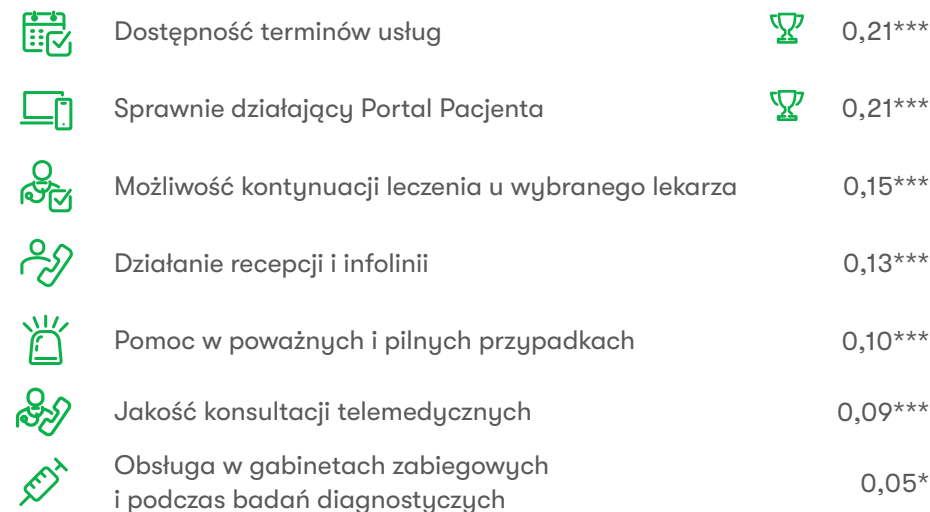 Dostępność terminów usług 0,21***
Sprawnie działający Portal Pacjenta 0,21***
Możliwość kontynuacji leczenia u wybranego lekarza 0,15***
Działanie recepcji i infolinii 0,13***
Pomoc w poważnych i pilnych przypadkach 0,10***
Jakość konsultacji telemedycznych 0,09***
Obsługa w gabinetach zabiegowych
i podczas badań diagnostyczych 0,05*